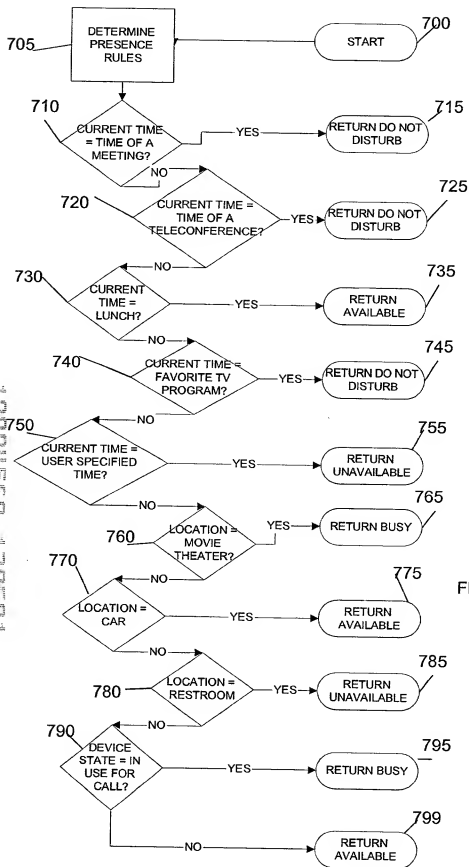 700
START
705
DETERMINE
PRESENCE
RULES
710
CURRENT TIME
= TIME OF A
MEETING?
YES
715
RETURN DO NOT
DISTURB
NO
720
CURRENT TIME =
TIME OF A
TELECONFERENCE?
YES
725
RETURN DO NOT
DISTURB
NO
730
CURRENT
TIME =
LUNCH?
YES
735
RETURN
AVAILABLE
NO
740
CURRENT TIME =
FAVORITE TV
PROGRAM?
YES
745
RETURN DO NOT
DISTURB
NO
750
CURRENT TIME =
USER SPECIFIED
TIME?
YES
755
RETURN
UNAVAILABLE
NO
760
LOCATION =
MOVIE
THEATER?
YES
765
RETURN BUSY
NO
770
LOCATION =
CAR
YES
775
RETURN
AVAILABLE
NO
780
LOCATION =
RESTROOM
YES
785
RETURN
UNAVAILABLE
NO
790
DEVICE
STATE = IN
USE FOR
CALL?
YES
795
RETURN BUSY
NO
799
RETURN
AVAILABLE